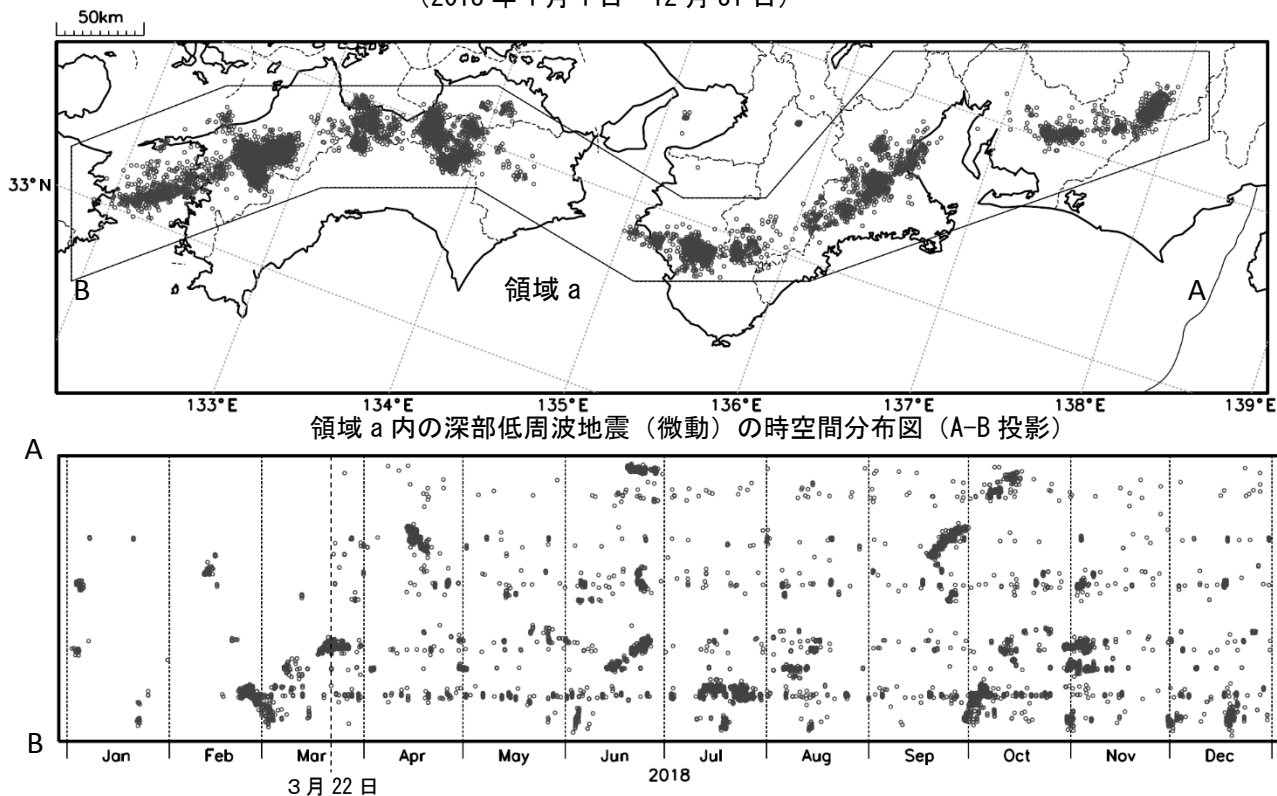 50km
33°N
B
領域 a
A
133°E
134°E
135°E
136°E
137°E
138°E
139°E
領域 a 内の深部低周波地震(微動)の時空間分布図(A-B 投影)
A
B
Jan
Feb
Mar
Apr
May
Jun
Jul
Aug
Sep
Oct
Nov
Dec
2018
3月 22 日